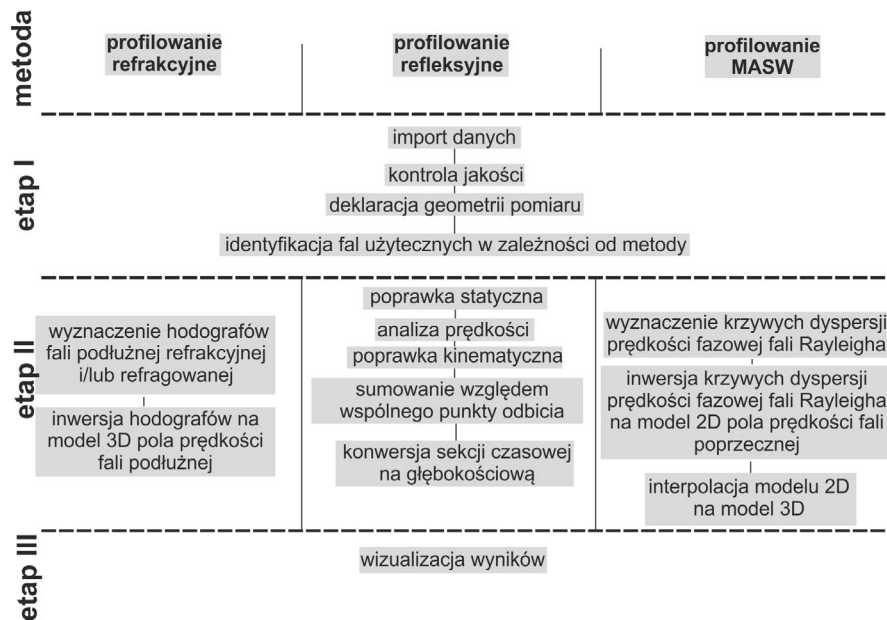 metoda
profilowanie
refrakcyjne
profilowanie
refleksyjne
profilowanie
MASW
etap I
import danych
kontrola jakości
deklaracja geometrii pomiaru
identyfikacja fal użytecznych w zależności od metody
etap II
wyznaczenie hodografów
fali podłużnej refrakcyjnej
i/lub refragowanej
inwersja hodografów na
model 3D pola prędkości
fali podłużnej
poprawka statyczna
analiza prędkości
poprawka kinematyczna
sumowanie względem
wspólnego punkty odbicia
konwersja sekcji czasowej
na głębokościową
wyznaczenie krzywych dyspersji
prędkości fazowej fali Rayleigha
inwersja krzywych dyspersji
prędkości fazowej fali Rayleigha
na model 2D pola prędkości fali
poprzecznej
interpolacja modelu 2D
na model 3D
etap III
wizualizacja wyników